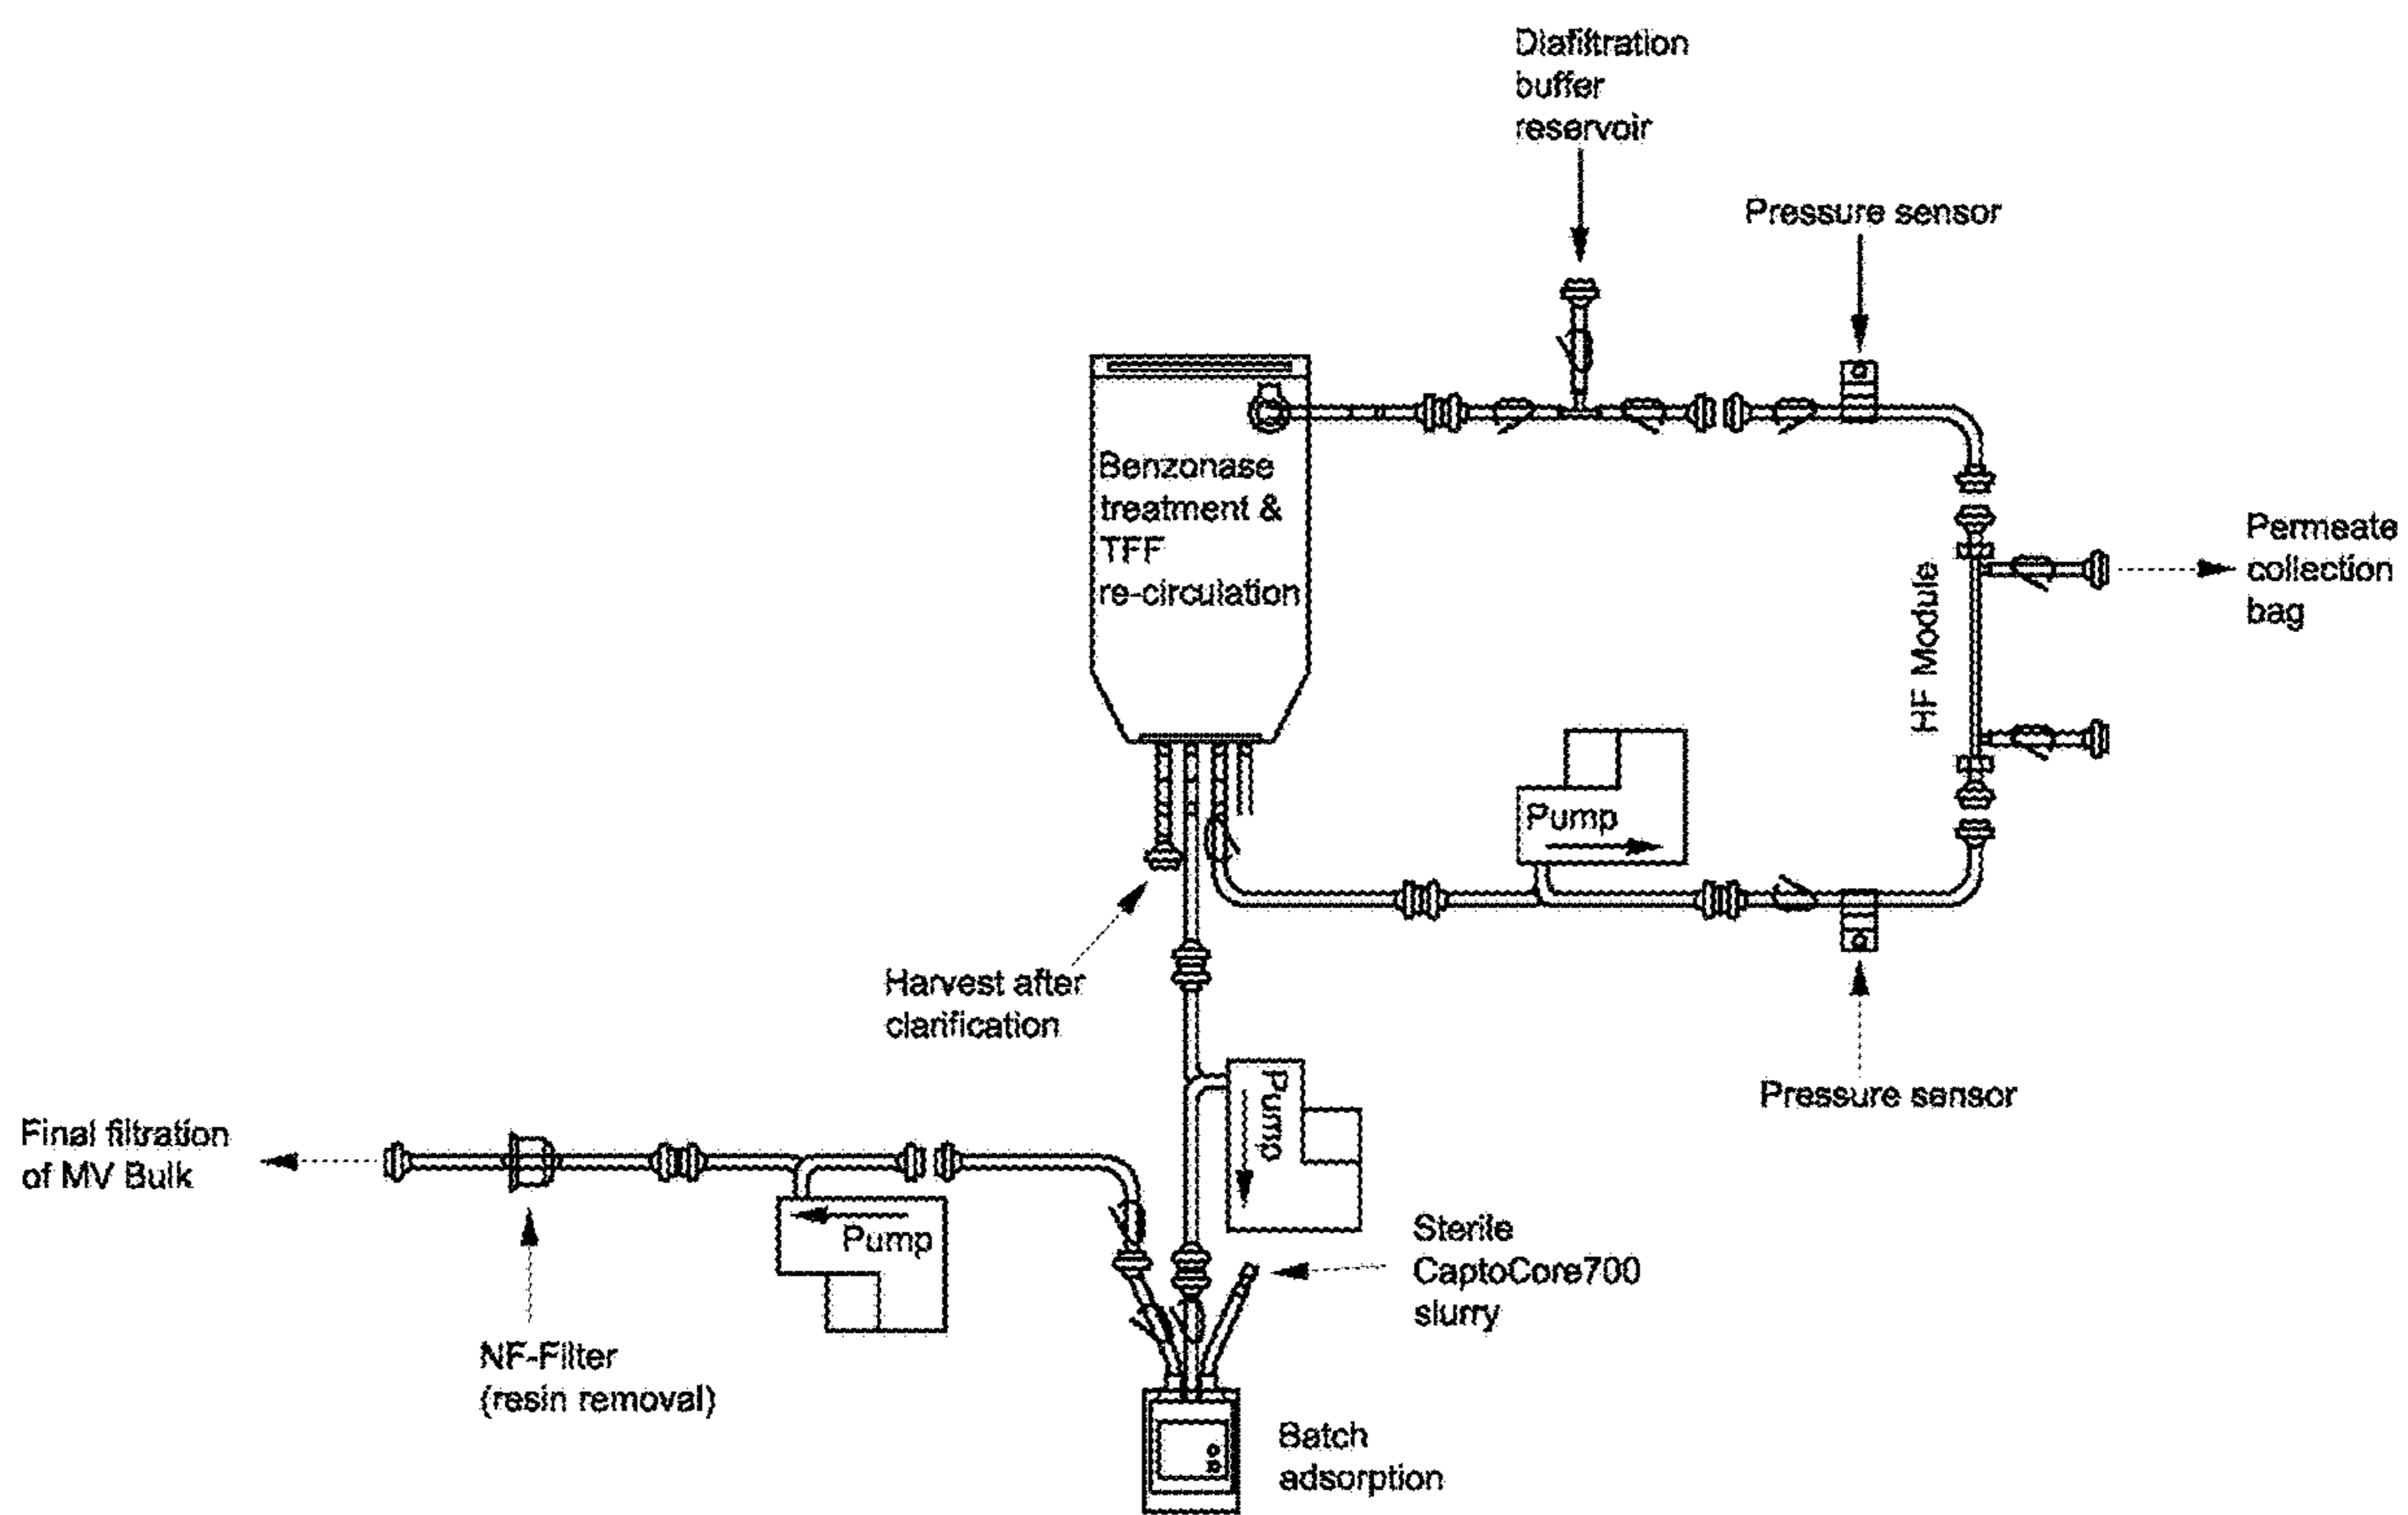 Diafiltration
buffer
reservoir
Pressure sensor
Benzonase
treatment &
TFF
re-circulation
Permeate
collection
bag
HF Module
Pump
Harvest after
clarification
Pressure sensor
Pump
Final filtration
of MV Bulk
Pump
Sterile
CaptoCore700
slurry
NF-Filter
(resin removal)
Batch
adsorption